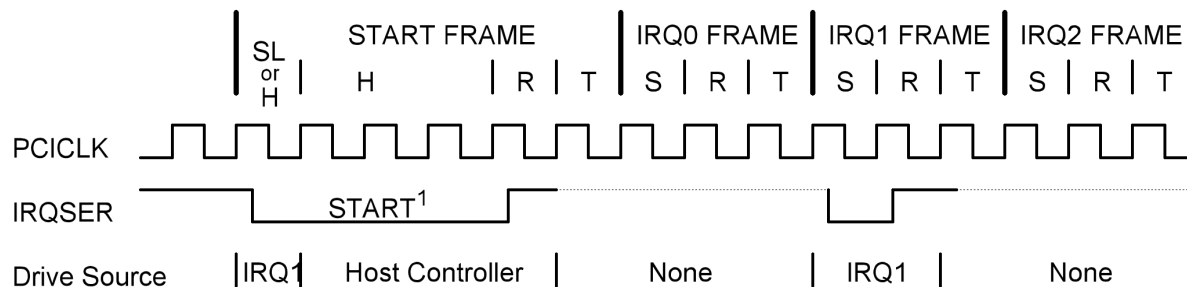 START FRAME IRQ0 FRAME IRQ1 FRAME IRQ2 FRAME
SL
or
H
H R T S R T S R T S R T
PCICLK
IRQSER START1
Drive Source IRQ1 Host Controller None IRQ1 None